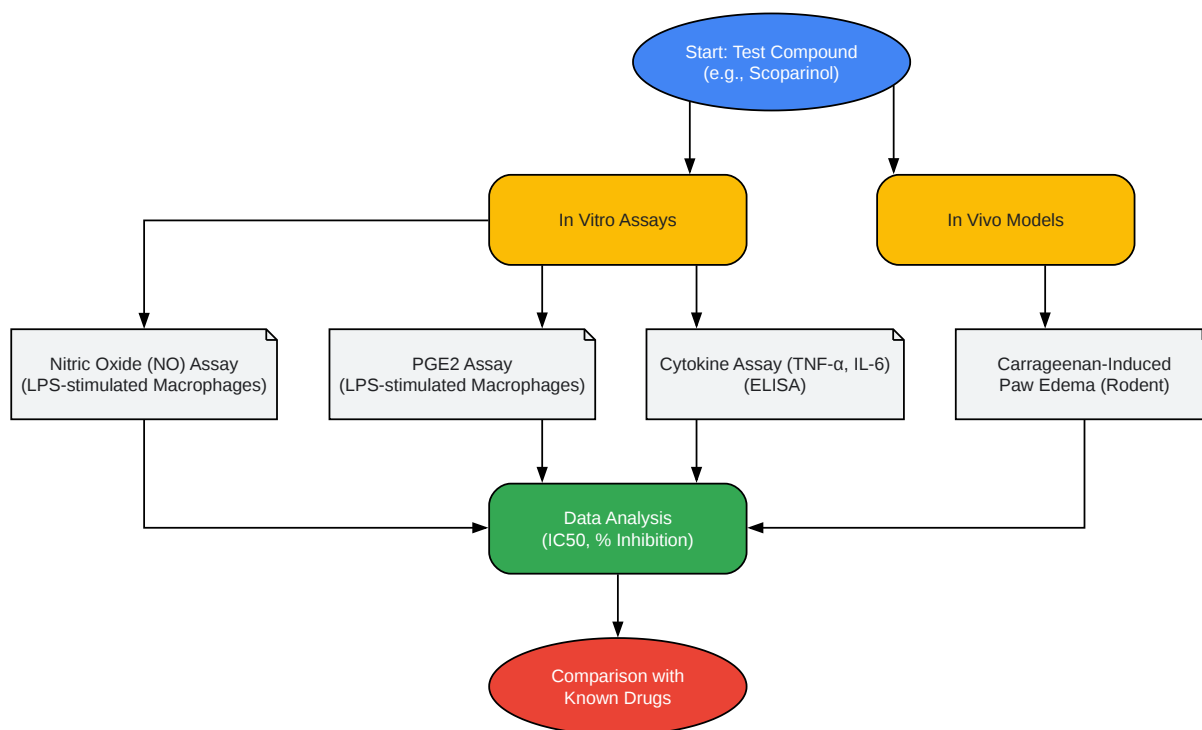 Start: Test Compound
(e.g., Scoparinol)
In Vitro Assays
In Vivo Models
Nitric Oxide (NO) Assay
(LPS-stimulated Macrophages)
PGE2 Assay
(LPS-stimulated Macrophages)
Cytokine Assay (TNF-α, IL-6)
(ELISA)
Carrageenan-Induced
Paw Edema (Rodent)
Data Analysis
(IC50, % Inhibition)
Comparison with
Known Drugs